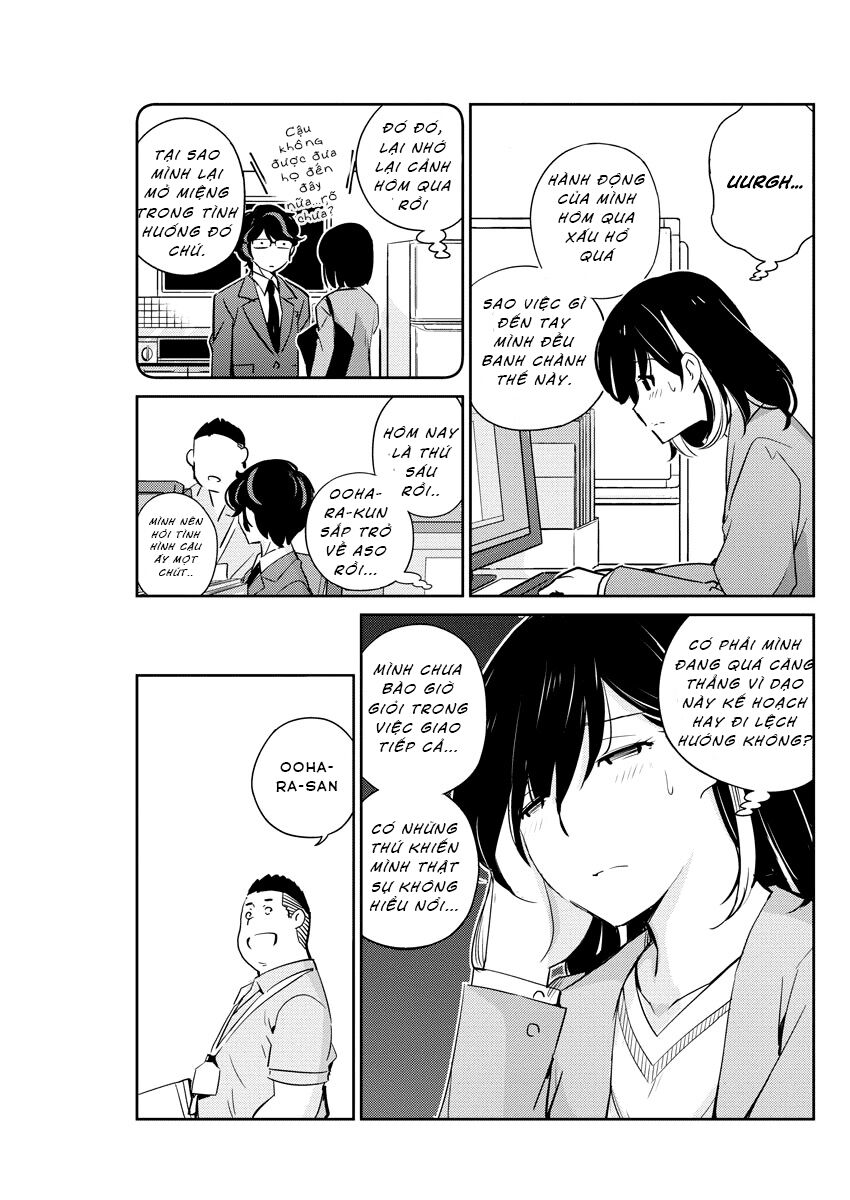 UURGH...
HÀNH ĐỘNG
CỦA MÌNH
HÔM QUA
XẤU HỔ
QUÁ
SAO VIỆC GÌ
ĐẾN TAY
MÌNH ĐỀU
BANH CHÀNH
THẾ NÀY.
ĐÓ ĐÓ,
LẠI NHỚ
LẠI CẢNH
HÔM QUA
RỒI
Cậu
không
được đưa
họ đến
đây
nữa...rõ
chưa?
TẠI SAO
MÌNH LẠI
MỞ MIỆNG
TRONG TÌNH
HUỐNG ĐÓ
CHỨ.
HÔM NAY
LÀ THỨ
SÁU
RỒI..
OOHA-
RA-KUN
SẮP TRỞ
VỀ ASO
RỒI...
MÌNH NÊN
HỎI TÌNH
HÌNH CẬU
ẤY MỘT
CHÚT..
CÓ PHẢI MÌNH
ĐANG QUÁ CĂNG
THẲNG VÌ DẠO
NÀY KẾ HOẠCH
HAY ĐI LỆCH
HƯỚNG KHÔNG?
MÌNH CHƯA
BAO GIỜ
GIỎI TRONG
VIỆC GIAO
TIẾP CẢ...
CÓ NHỮNG
THỨ KHIẾN
MÌNH THẬT
SỰ KHÔNG
HIỂU NỔI...
OOHA-
RA-SAN